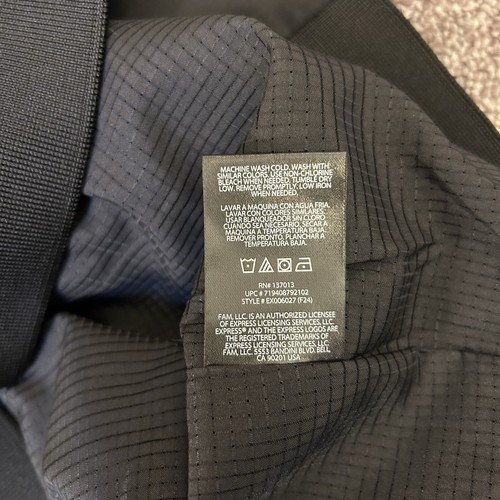 MACHINE WASH COLD. WASH WITH
SIMILAR COLORS. USE NON-CHLORINE
BLEACH WHEN NEEDED. TUMBLE DRY
LOW. REMOVE PROMPTLY. LOW IRON
WHEN NEEDED.
LAVAR A MAQUINA CON AGUA FRIA.
LAVAR CON COLORES SIMILARES.
USAR BLANQUEADOR SIN CLORO
CUANDO SEA NECESARIO. SECAR A
MAQUINA A TEMPERATURA BAJA.
REMOVER PRONTO. PLANCHAR A
TEMPERATURA BAJA.
RN# 137013
UPC # 719408792102
STYLE # EX006027 (F24)
FAM, LLC. IS AN AUTHORIZED LICENSEE
OF EXPRESS LICENSING SERVICES, LLC.
EXPRESS® AND THE EXPRESS LOGOS ARE
THE REGISTERED TRADEMARKS OF
EXPRESS LICENSING SERVICES, LLC.
FAM, LLC. 5553 BANDINI BLVD. BELL,
CA 90201 USA